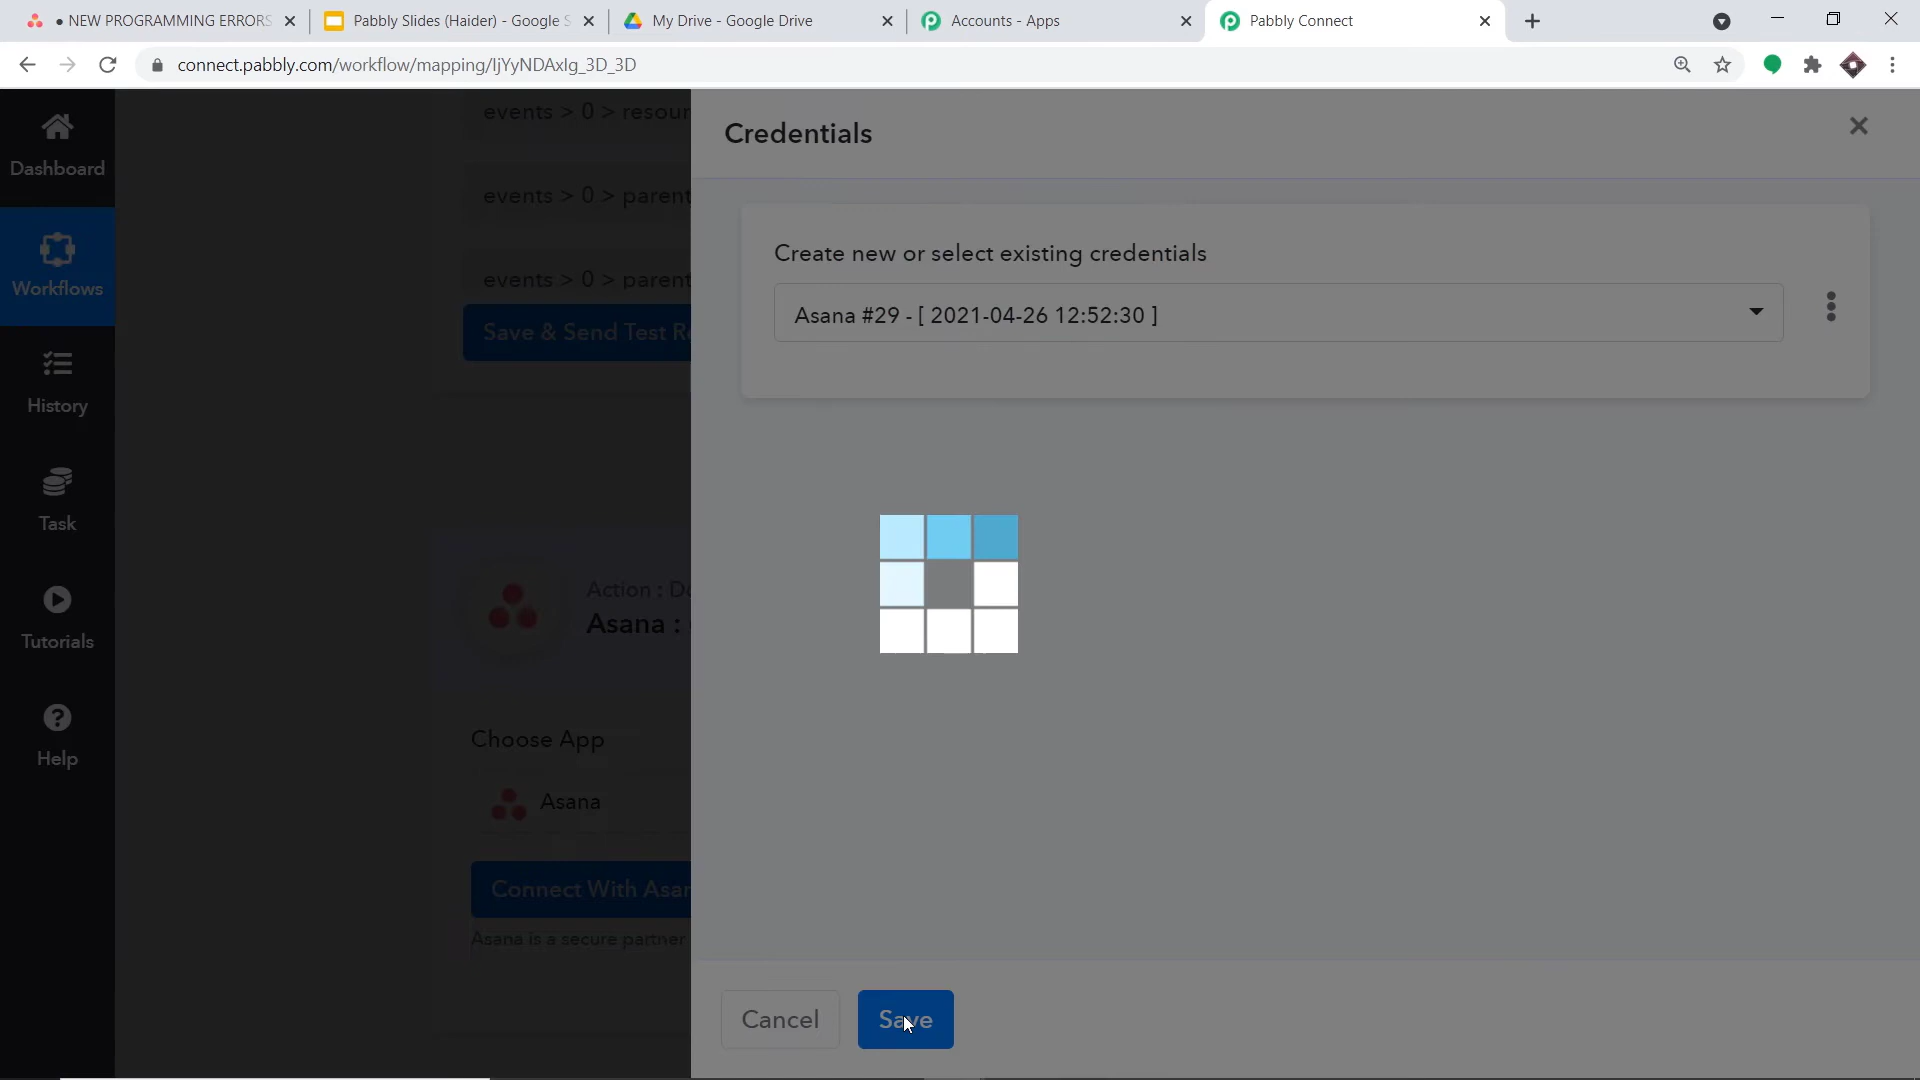 • NEW PROGRAMMING ERRORS
Pabbly Slides (Haider) - Google S
My Drive - Google Drive
Accounts - Apps
Pabbly Connect
connect.pabbly.com/workflow/mapping/IjYyNDAxIg_3D_3D
Dashboard
Workflows
History
Task
Tutorials
Help
events > 0 > resour
events > 0 > parent
events > 0 > parent
Save & Send Test Re
Action : Do
Asana :
Choose App
Asana
Connect With Asan
Asana is a secure partner
Credentials
Create new or select existing credentials
Asana #29 - [ 2021-04-26 12:52:30 ]
Cancel
Save